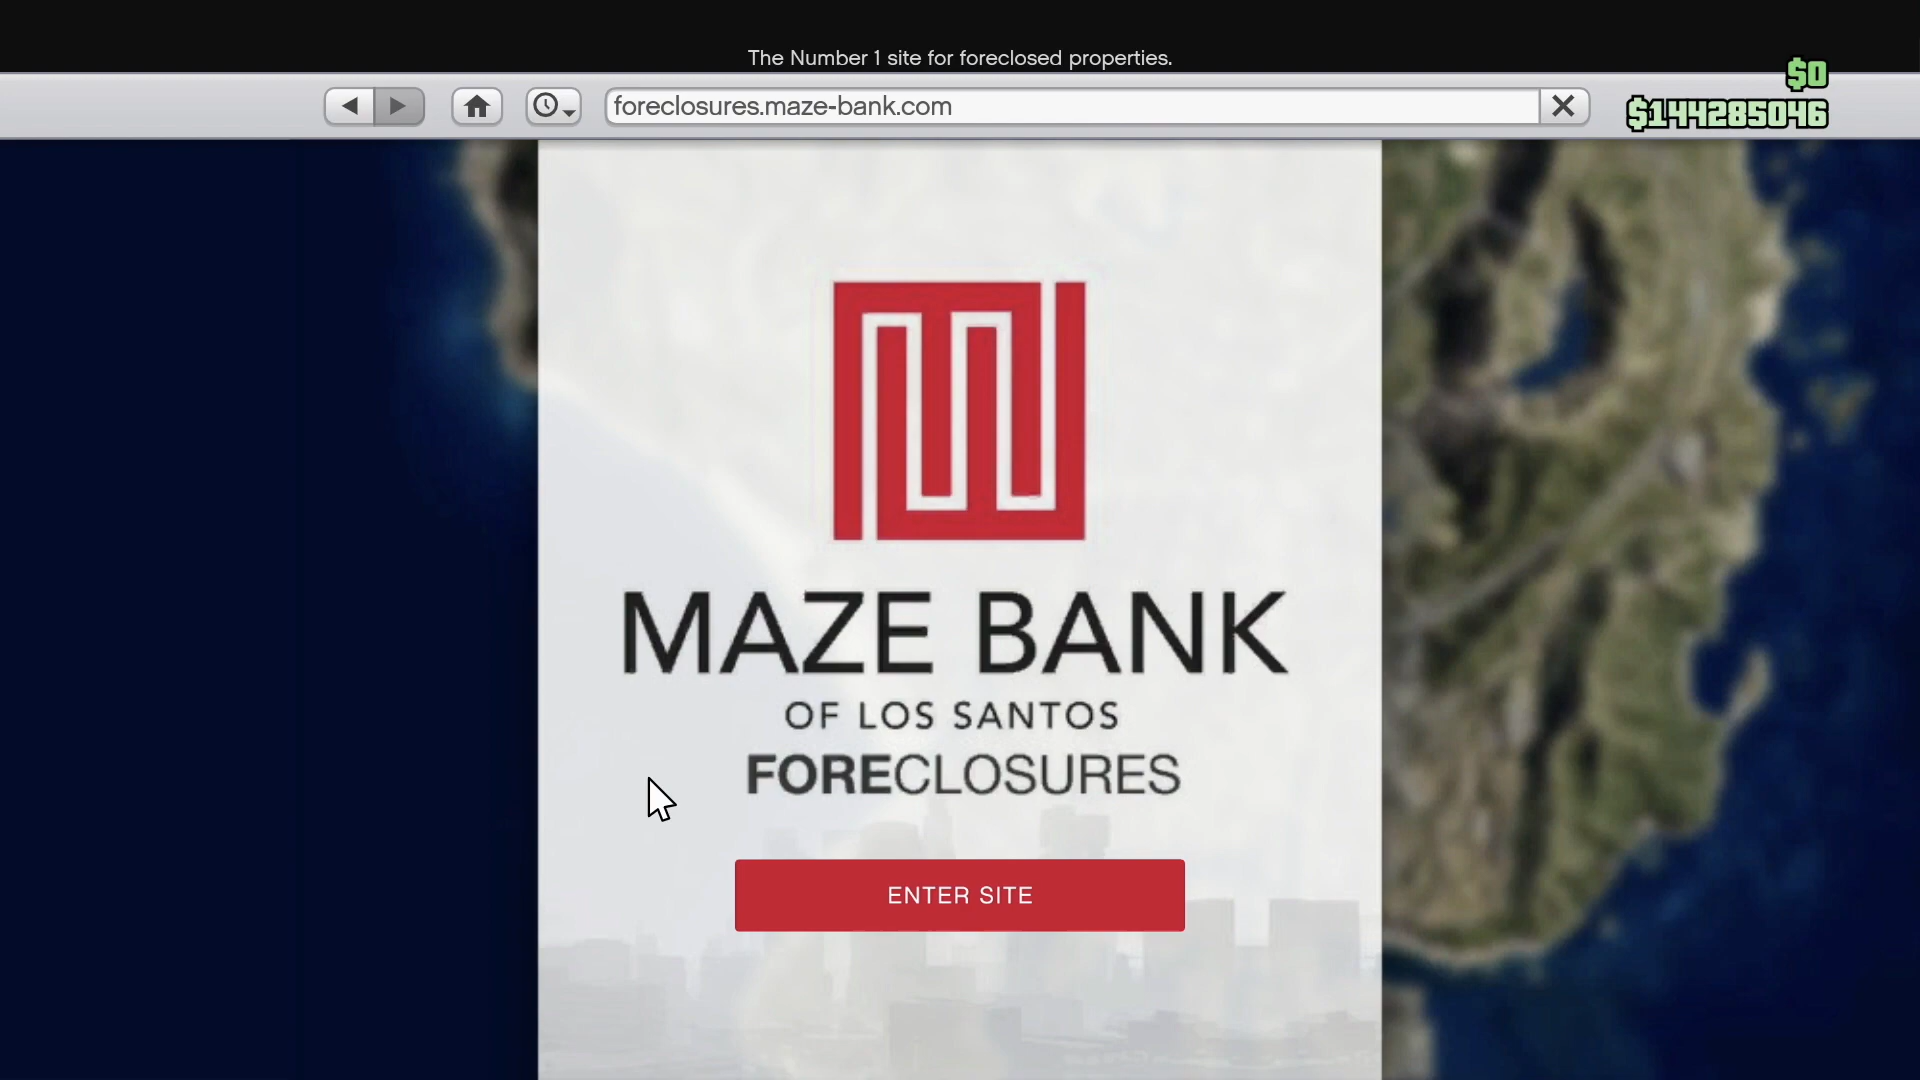 The Number 1 site for foreclosed properties.
$0
foreclosures.maze-bank.com
$144285046
MAZE BANK
OF LOS SANTOS
FORECLOSURES
ENTER SITE